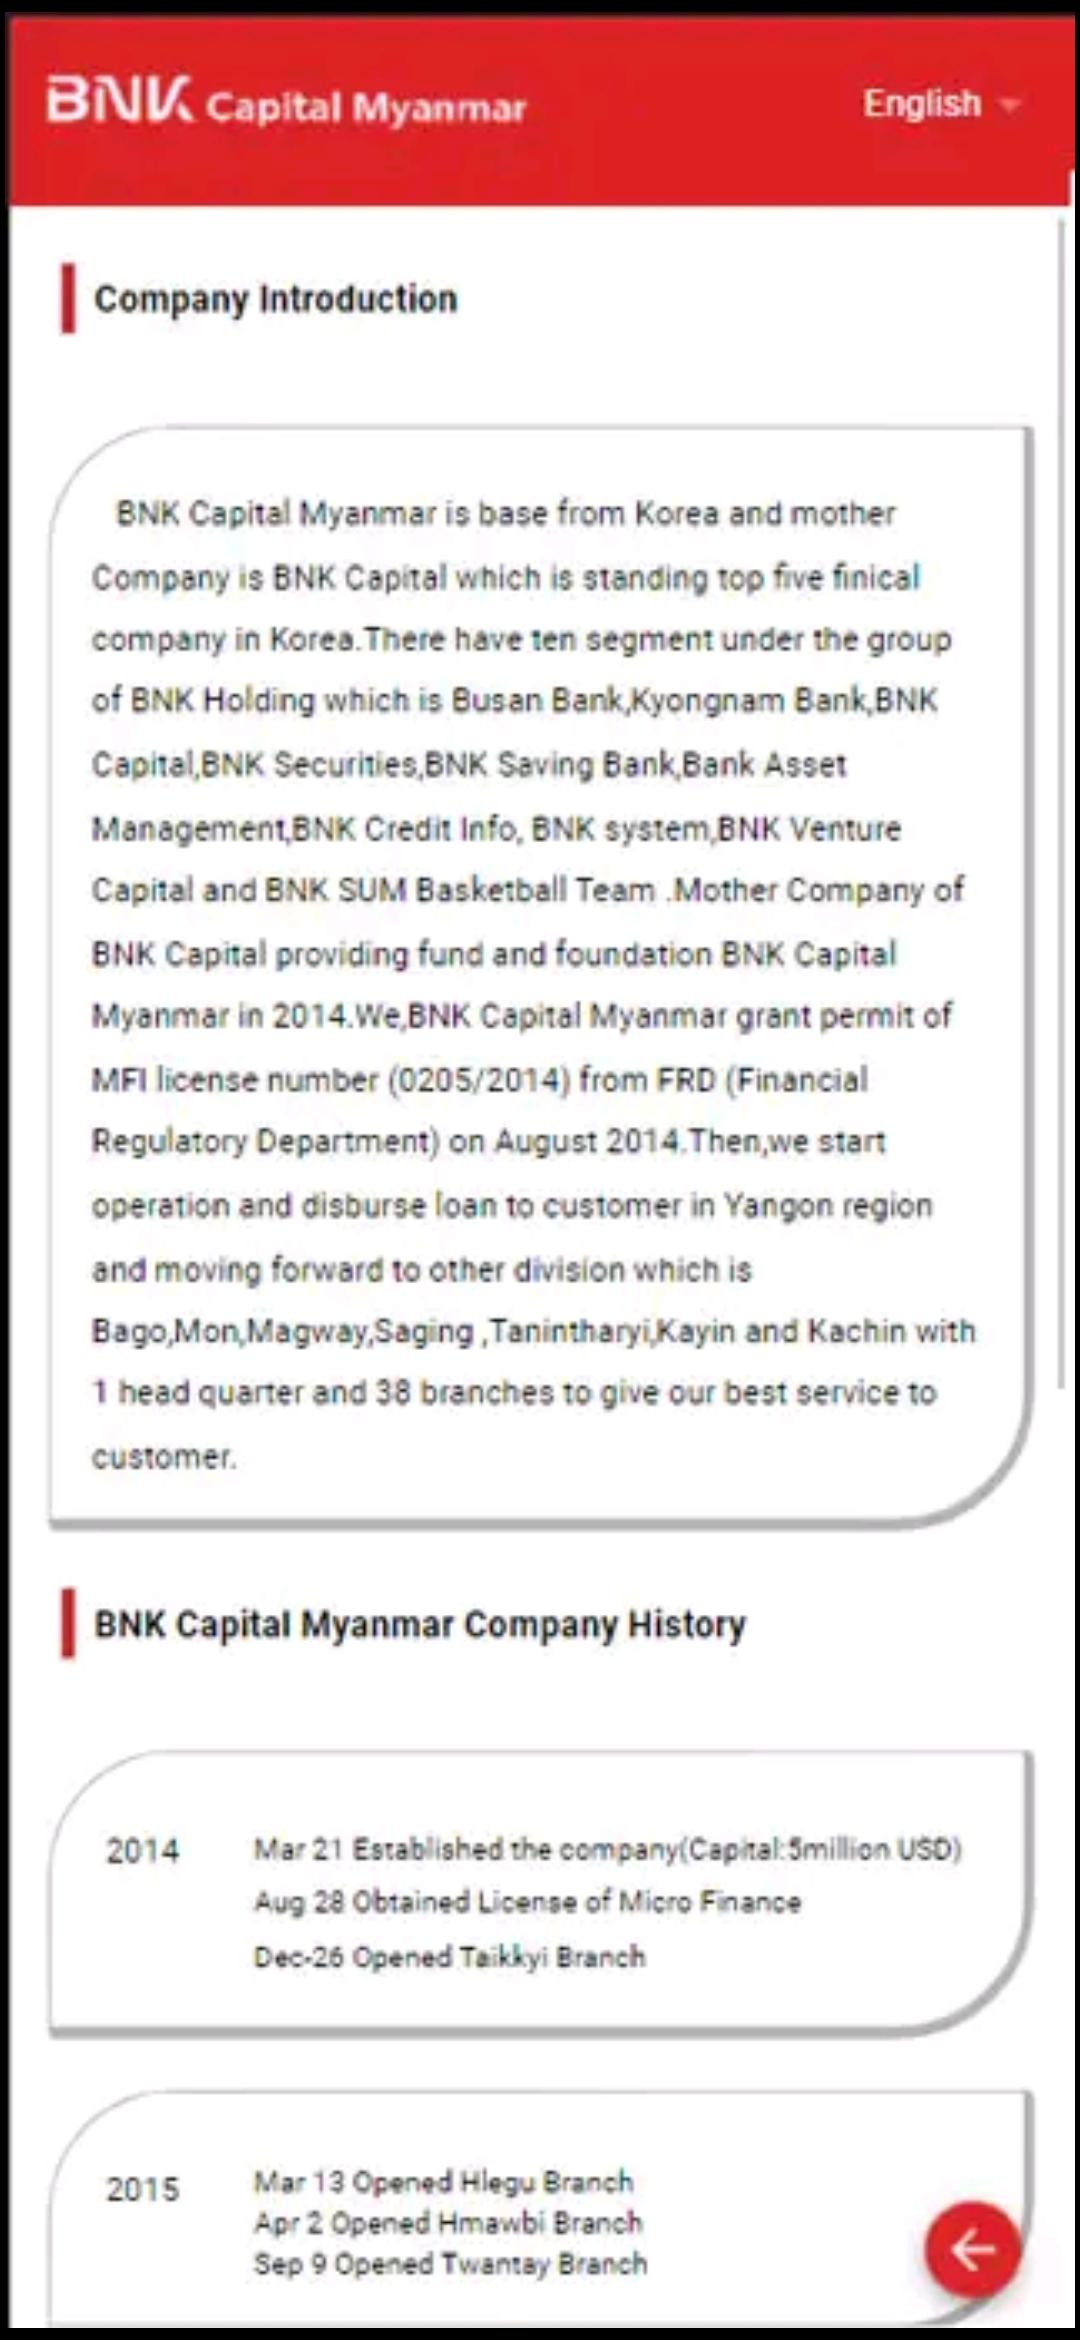 BNK Capital Myanmar
English
Company Introduction
BNK Capital Myanmar is base from Korea and mother
Company is BNK Capital which is standing top five finical
company in Korea.There have ten segment under the group
of BNK Holding which is Busan Bank,Kyongnam Bank,BNK
Capital,BNK Securities,BNK Saving Bank,Bank Asset
Management,BNK Credit Info, BNK system,BNK Venture
Capital and BNK SUM Basketball Team .Mother Company of
BNK Capital providing fund and foundation BNK Capital
Myanmar in 2014.We,BNK Capital Myanmar grant permit of
MFI license number (0205/2014) from FRD (Financial
Regulatory Department) on August 2014.Then,we start
operation and disburse loan to customer in Yangon region
and moving forward to other division which is
Bago,Mon,Magway,Saging ,Tanintharyi,Kayin and Kachin with
1 head quarter and 38 branches to give our best service to
customer.
BNK Capital Myanmar Company History
2014
Mar 21 Established the company(Capital:5million USD)
Aug 28 Obtained License of Micro Finance
Dec-26 Opened Taikkyi Branch
2015
Mar 13 Opened Hlegu Branch
Apr 2 Opened Hmawbi Branch
Sep 9 Opened Twantay Branch